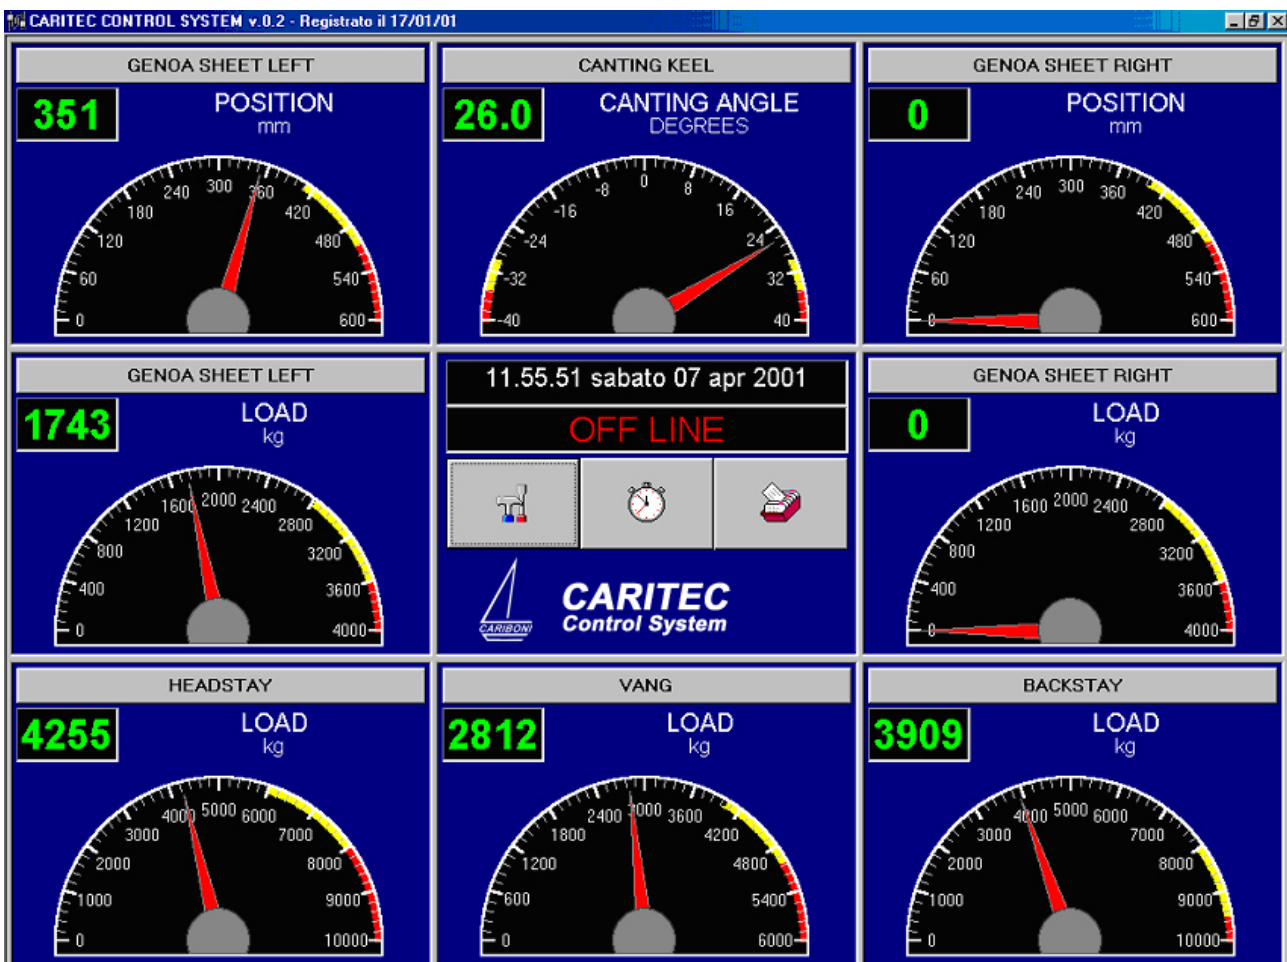 CARITEC CONTROL SYSTEM v.0.2 - Registrato il 17/01/01
GENOA SHEET LEFT
351
POSITION
mm
0 60 120 180 240 300 360 420 480 540 600
CANTING KEEL
26.0
CANTING ANGLE
DEGREES
-40 -32 -24 -16 -8 0 8 16 24 32 40
GENOA SHEET RIGHT
0
POSITION
mm
0 60 120 180 240 300 360 420 480 540 600
GENOA SHEET LEFT
1743
LOAD
kg
0 400 800 1200 1600 2000 2400 2800 3200 3600 4000
11.55.51 sabato 07 apr 2001
OFF LINE
CARIBONI
CARITEC
Control System
GENOA SHEET RIGHT
0
LOAD
kg
0 400 800 1200 1600 2000 2400 2800 3200 3600 4000
HEADSTAY
4255
LOAD
kg
0 1000 2000 3000 4000 5000 6000 7000 8000 9000 10000
VANG
2812
LOAD
kg
0 600 1200 1800 2400 3000 3600 4200 4800 5400 6000
BACKSTAY
3909
LOAD
kg
0 1000 2000 3000 4000 5000 6000 7000 8000 9000 10000